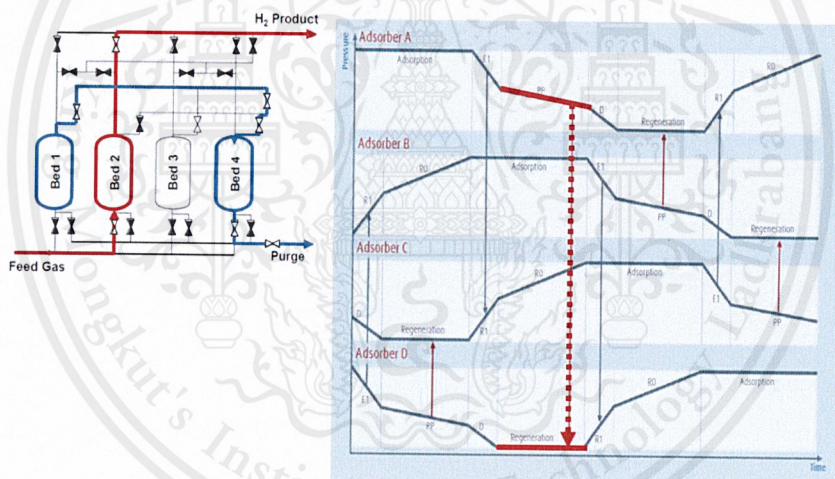 H₂ Product
Bed 1
Bed 2
Bed 3
Bed 4
Feed Gas
Purge
Pressure
Adsorber A
Adsorption
E1
PP
D
Regeneration
R1
R0
Adsorber B
R1
R0
Adsorption
E1
PP
D
Regeneration
Adsorber C
D
Regeneration
R1
R0
Adsorption
E1
PP
Adsorber D
E1
PP
D
Regeneration
R1
R0
Adsorption
Time